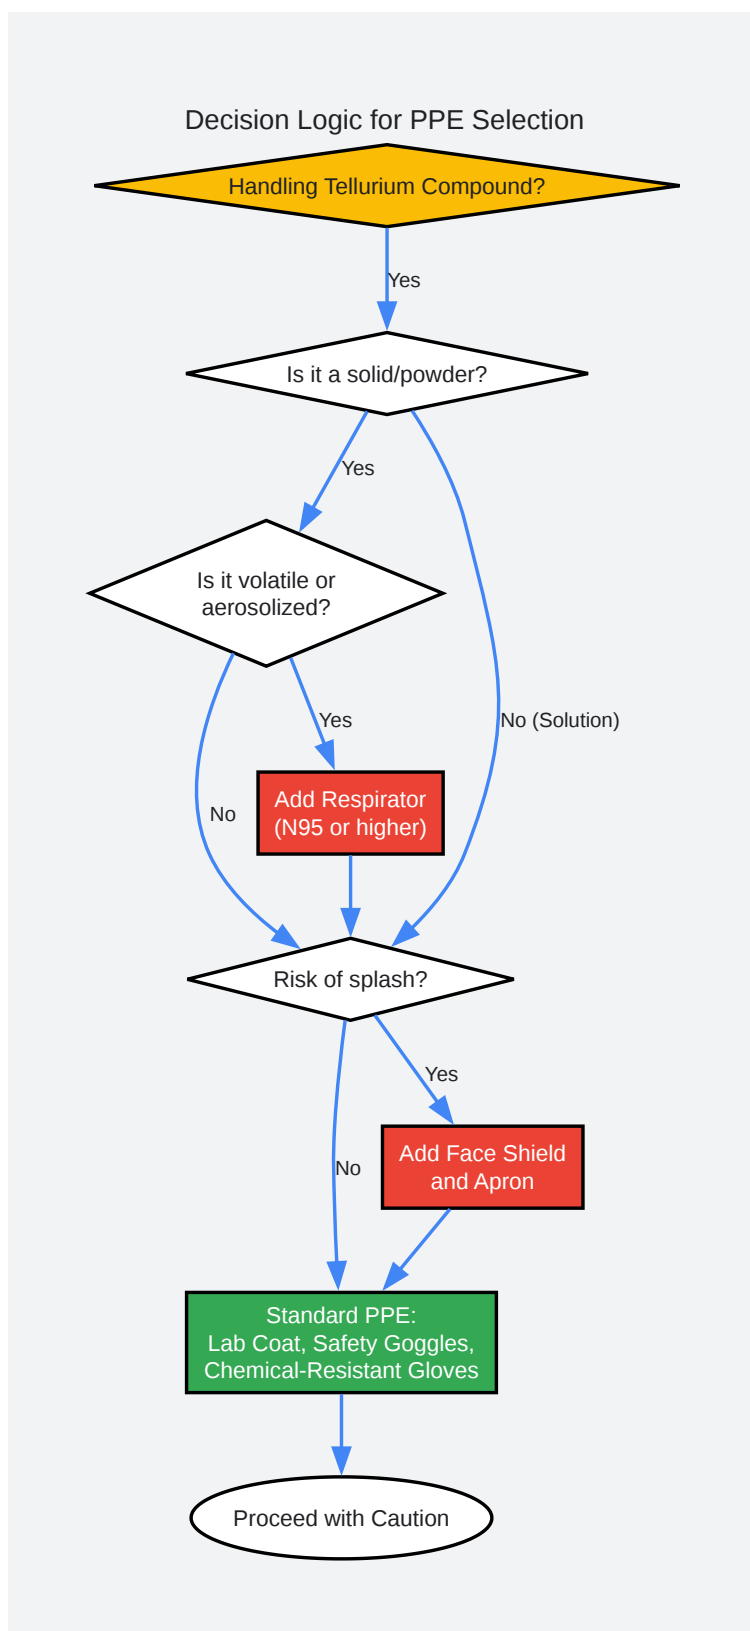 Decision Logic for PPE Selection
Handling Tellurium Compound?
Yes
Is it a solid/powder?
Yes
Is it volatile or
aerosolized?
Yes
No (Solution)
Add Respirator
(N95 or higher)
No
Risk of splash?
Yes
Add Face Shield
and Apron
No
Standard PPE:
Lab Coat, Safety Goggles,
Chemical-Resistant Gloves
Proceed with Caution